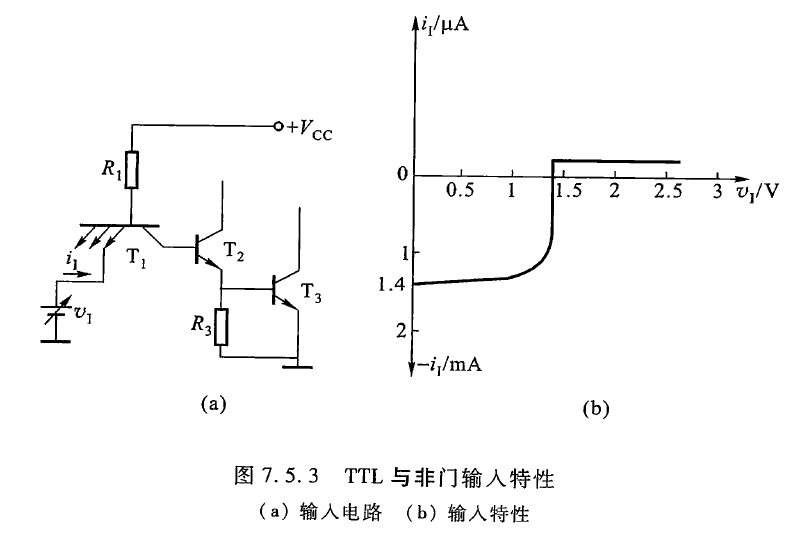 +V_CC
R_1
T_1
T_2
T_3
i_I
v_I
R_3
(a)
i_I/μA
0
0.5 1 1.5 2 2.5 3 v_I/V
1
1.4
2
-i_I/mA
(b)
图 7.5.3 TTL 与非门输入特性
(a) 输入电路 (b) 输入特性